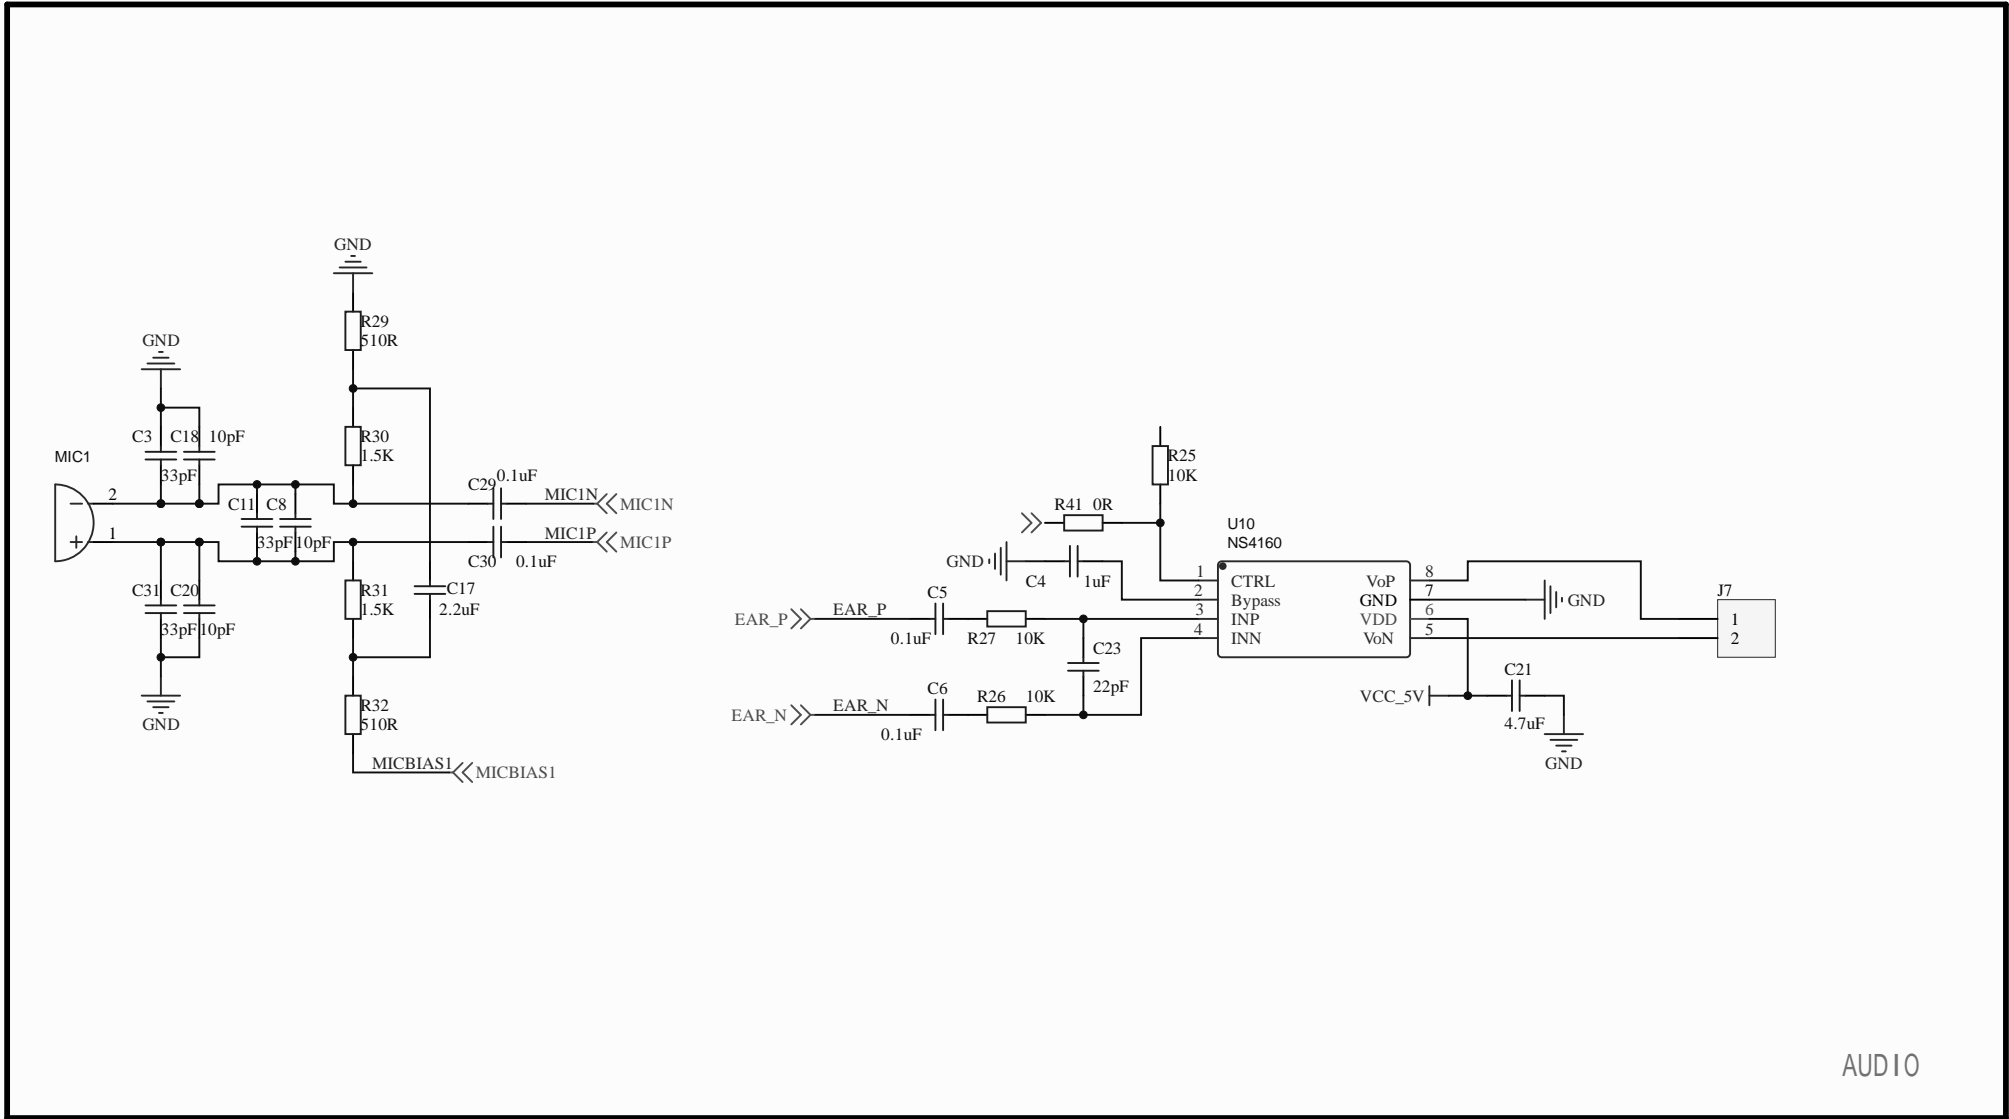 GND
R29
510R
GND
R30
1.5K
C3
C18
10pF
33pF
MIC1
2
1
C11
C8
33pF
10pF
C29
0.1uF
MIC1N
MIC1N
MIC1P
MIC1P
C30
0.1uF
C31
C20
33pF
10pF
R31
1.5K
C17
2.2uF
GND
R32
510R
MICBIAS1
MICBIAS1
R25
10K
R41
0R
GND
C4
1uF
U10
NS4160
1
CTRL
2
Bypass
3
INP
4
INN
VoP
8
GND
7
VDD
6
VoN
5
GND
J7
1
2
EAR_P
EAR_P
C5
0.1uF
R27
10K
C23
22pF
EAR_N
EAR_N
C6
0.1uF
R26
10K
VCC_5V
C21
4.7uF
GND
AUDIO